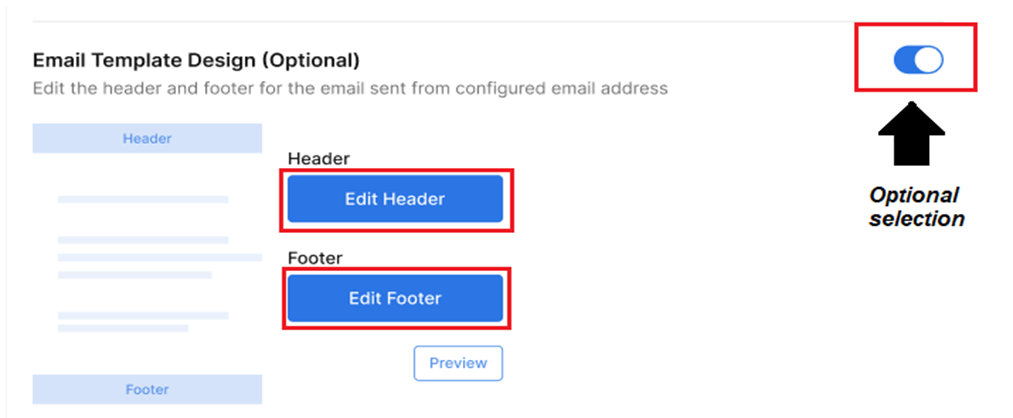 Email Template Design (Optional)
Edit the header and footer for the email sent from configured email address
Header
Header
Edit Header
Optional
selection
Footer
Edit Footer
Preview
Footer